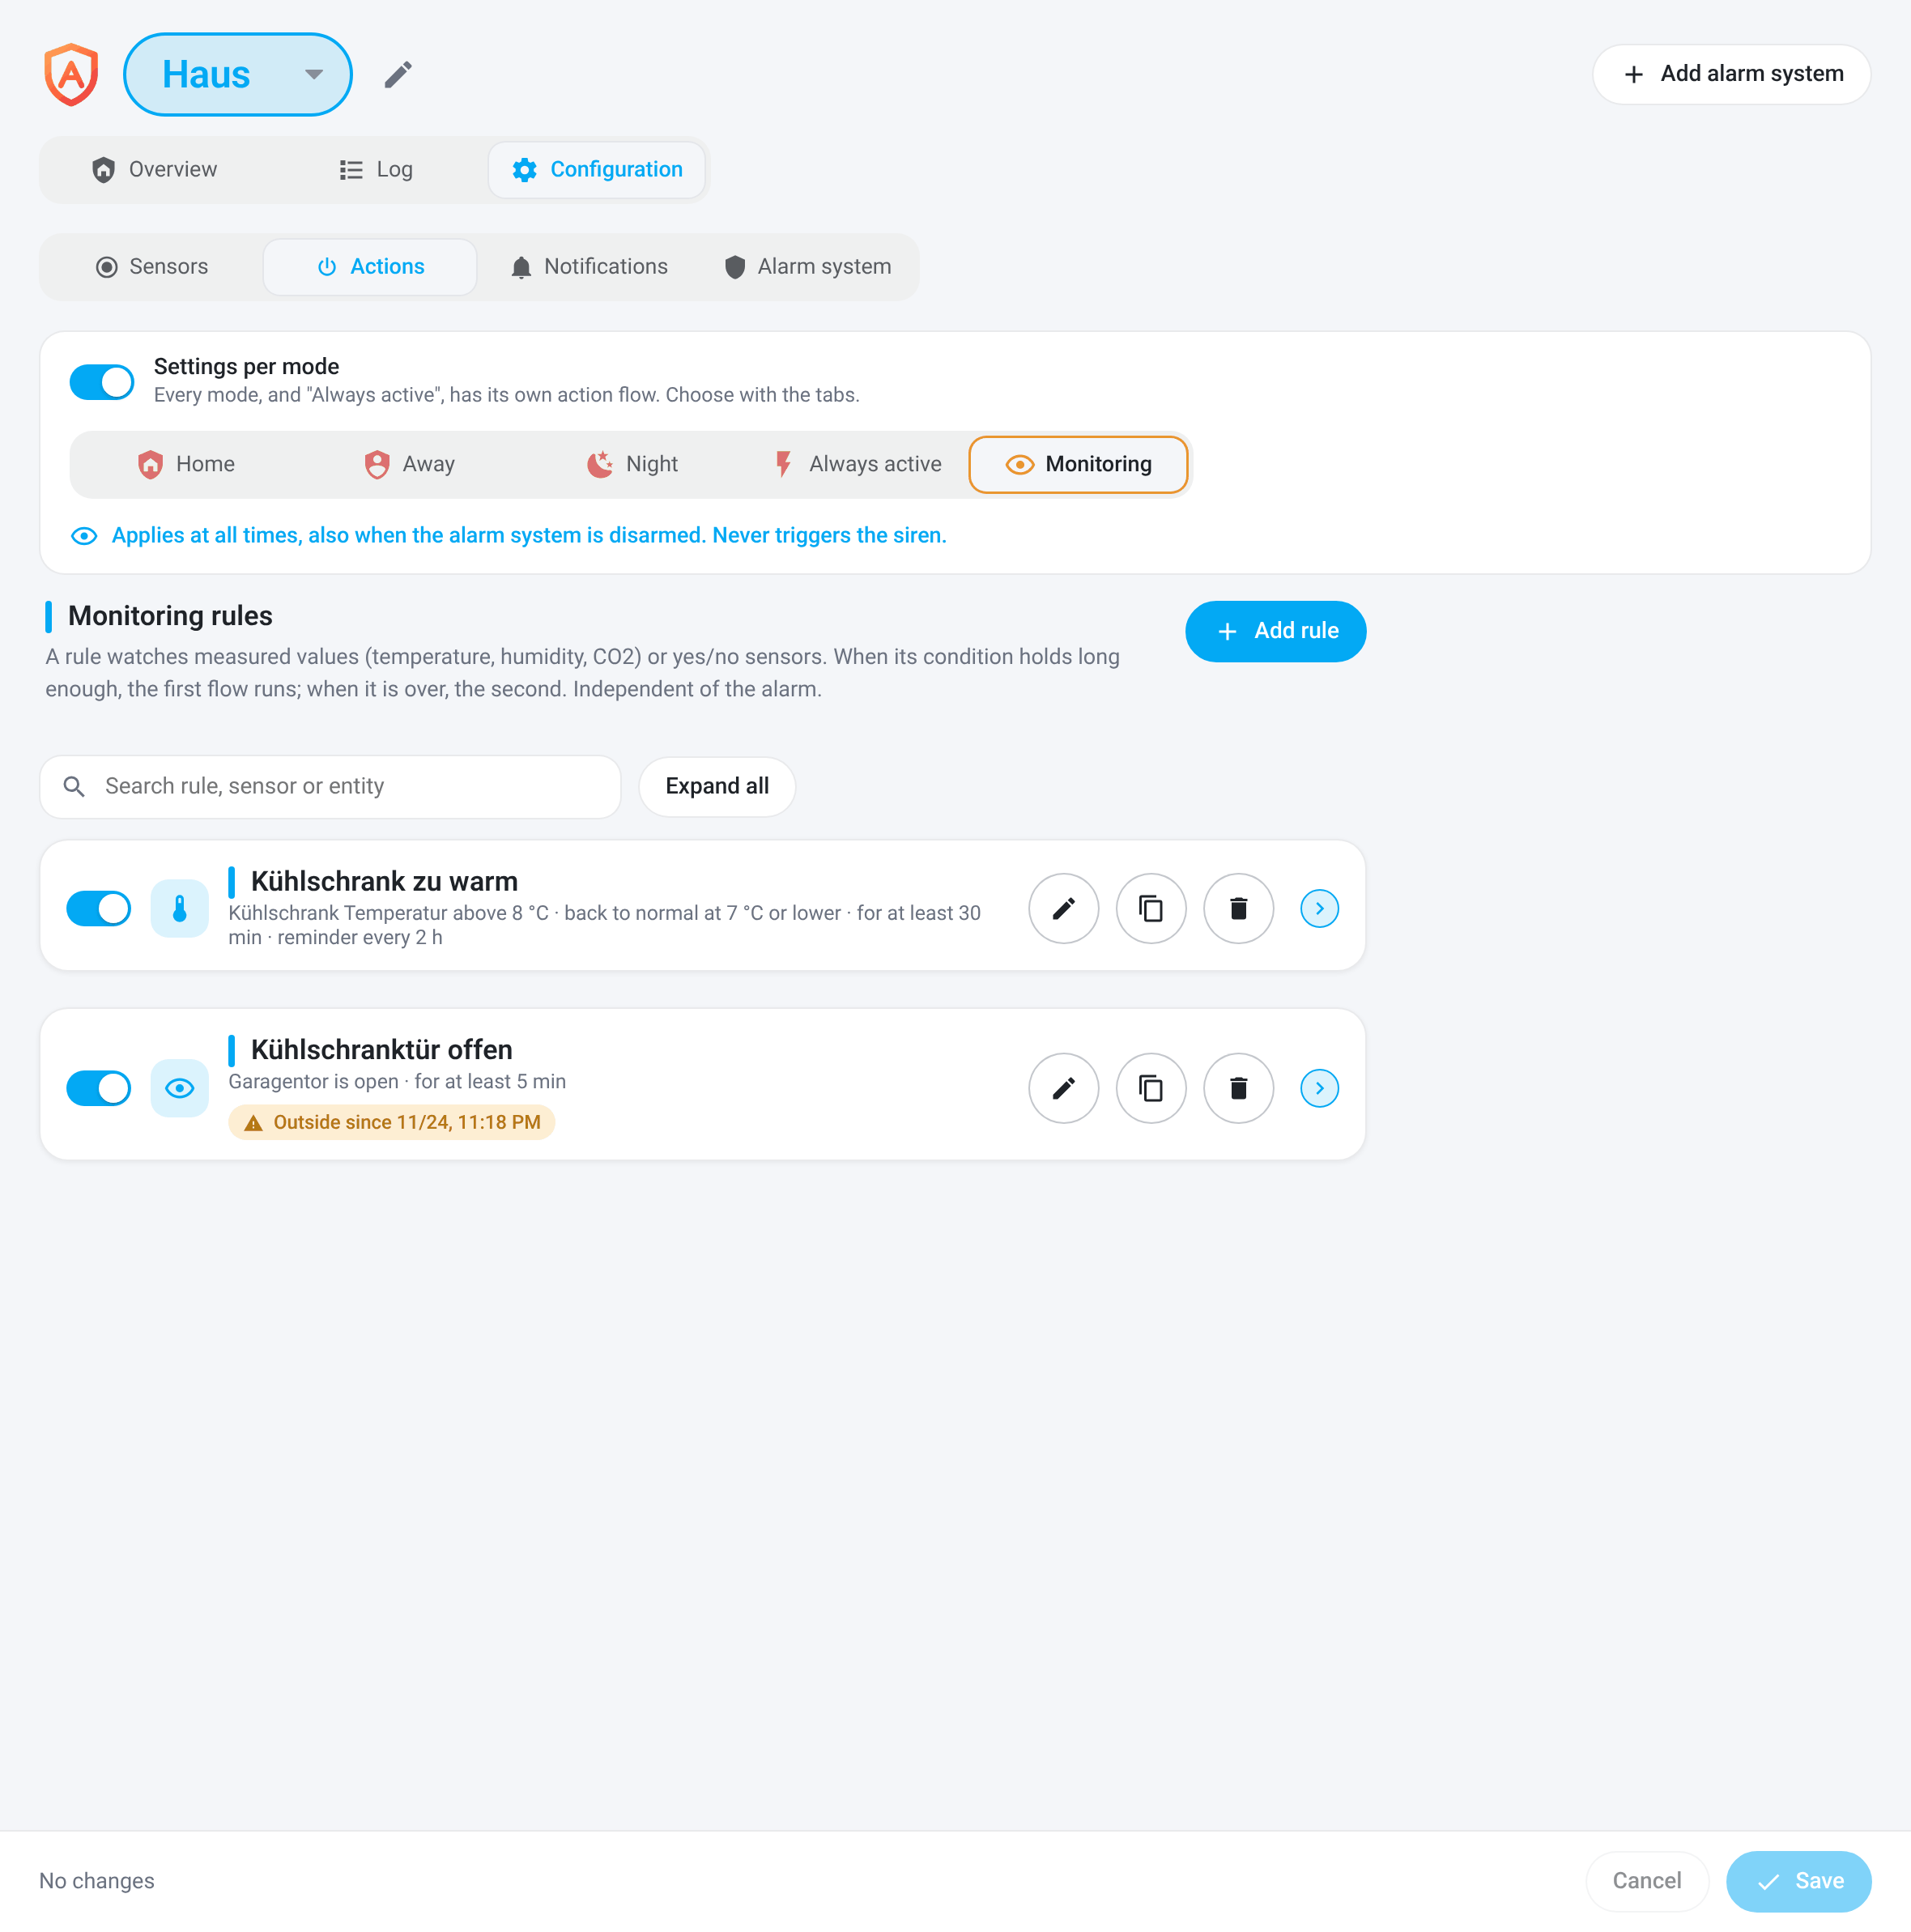 Haus
Add alarm system
Overview
Log
Configuration
Sensors
Actions
Notifications
Alarm system
Settings per mode
Every mode, and "Always active", has its own action flow. Choose with the tabs.
Home
Away
Night
Always active
Monitoring
Applies at all times, also when the alarm system is disarmed. Never triggers the siren.
Monitoring rules
Add rule
A rule watches measured values (temperature, humidity, CO2) or yes/no sensors. When its condition holds long
enough, the first flow runs; when it is over, the second. Independent of the alarm.
Search rule, sensor or entity
Expand all
Kühlschrank zu warm
Kühlschrank Temperatur above 8 °C · back to normal at 7 °C or lower · for at least 30
min · reminder every 2 h
Kühlschranktür offen
Garagentor is open · for at least 5 min
Outside since 11/24, 11:18 PM
No changes
Cancel
Save